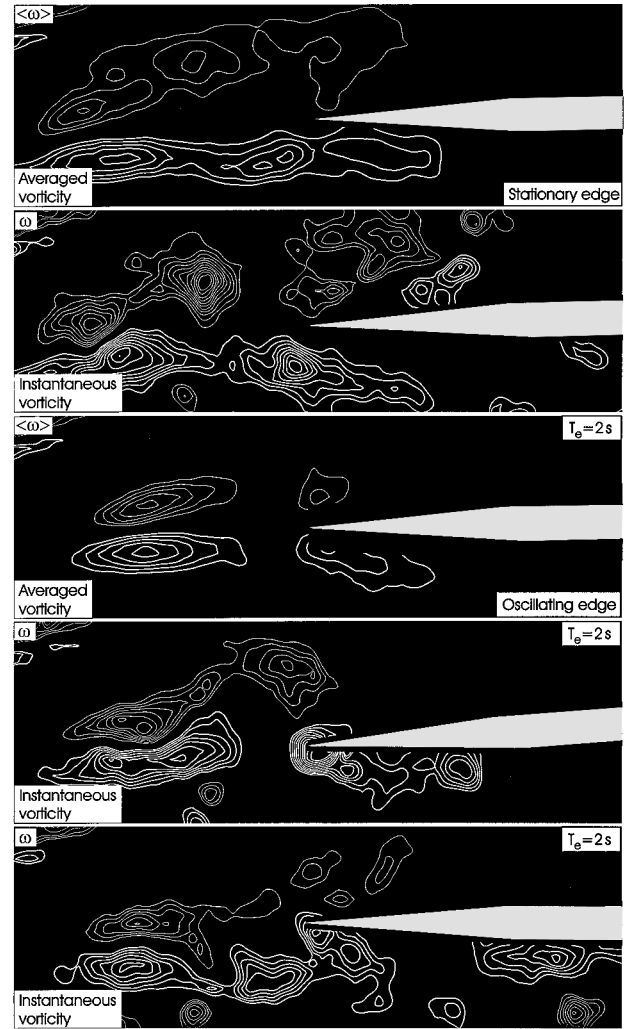 <ω>
Averaged
vorticity
Stationary edge
ω
Instantaneous
vorticity
<ω>
Tₑ=2s
Averaged
vorticity
Oscillating edge
ω
Tₑ=2s
Instantaneous
vorticity
ω
Tₑ=2s
Instantaneous
vorticity